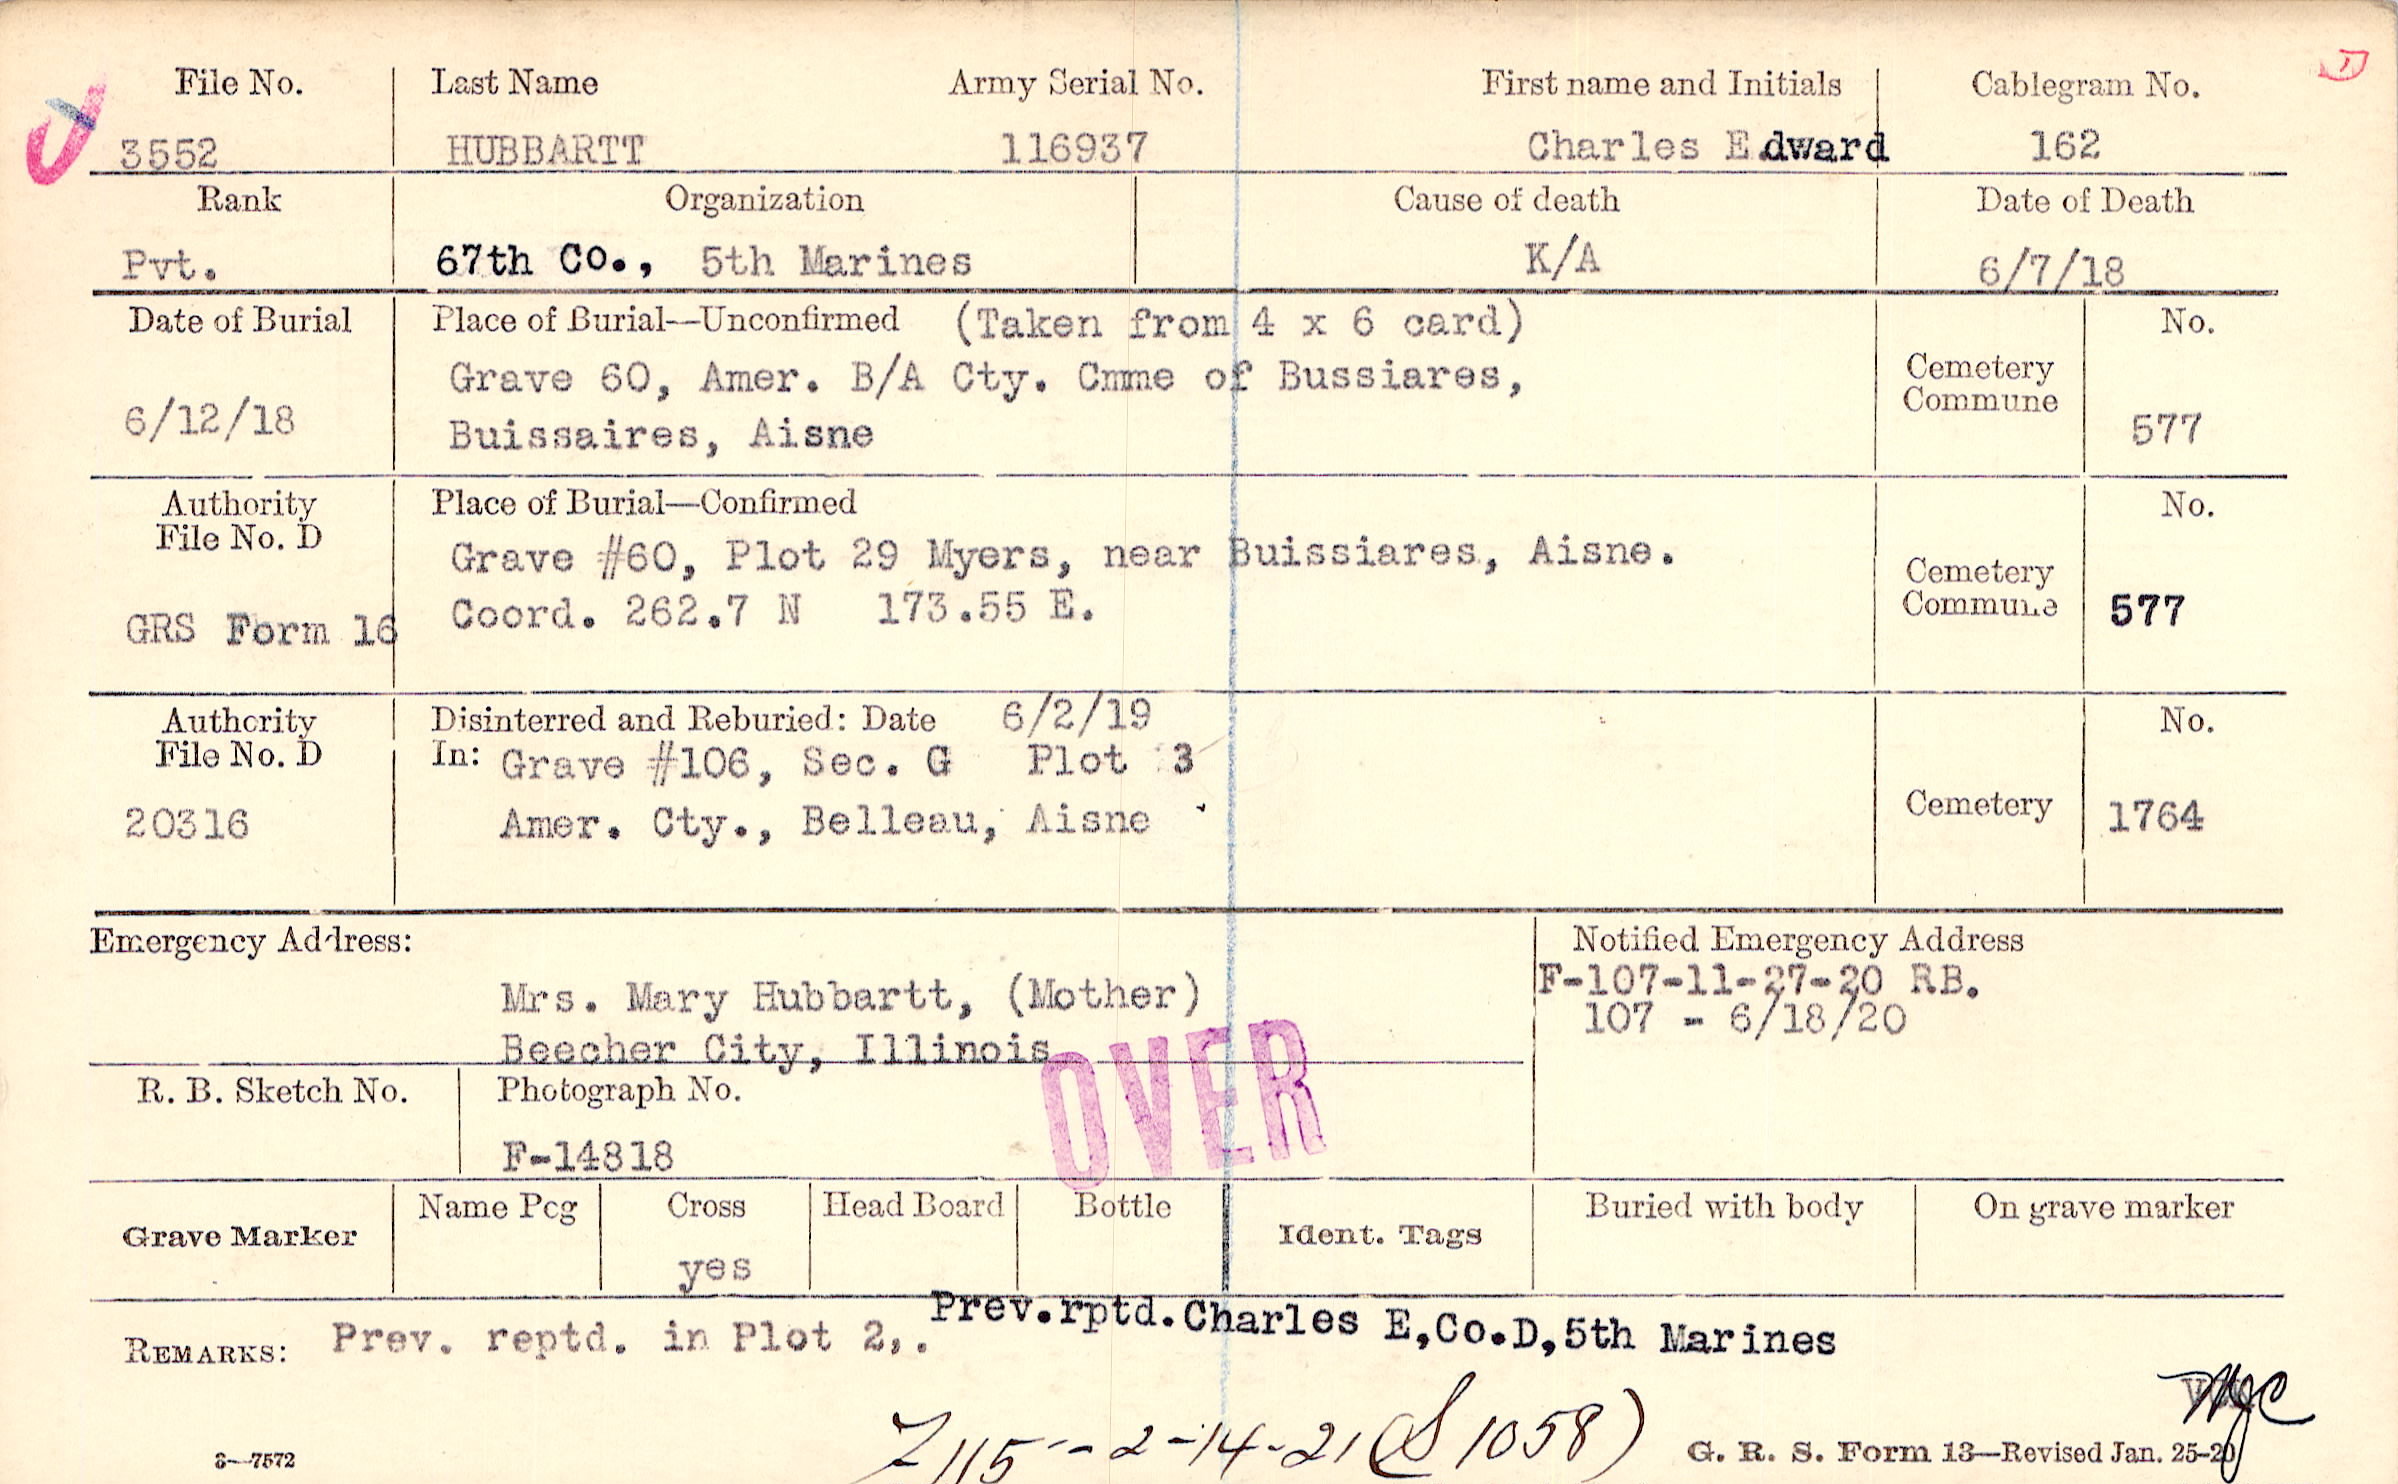 File No. Last Name Army Serial No. First name and Initials Cablegram No.
3552 HUBBARTT 116937 Charles Edward 162
Rank Organization Cause of death Date of Death
Pvt. 67th Co., 5th Marines K/A 6/7/18
Date of Burial Place of Burial—Unconfirmed (Taken from 4 x 6 card) No.
Grave 60, Amer. B/A Cty. Cmme of Bussiares, Cemetery
Commune
6/12/18 Buissaires, Aisne 577
Authority Place of Burial—Confirmed No.
File No. D
Grave #60, Plot 29 Myers, near Buissiares, Aisne. Cemetery
GRS Form 16 Coord. 262.7 N 173.55 E. Commune 577
Authority Disinterred and Reburied: Date 6/2/19 No.
File No. D In: Grave #106, Sec. G Plot 3
20316 Amer. Cty., Belleau, Aisne Cemetery 1764
Emergency Address: Notified Emergency Address
F-107-11-27-20 RB.
Mrs. Mary Hubbartt, (Mother) 107 - 6/18/20
Beecher City, Illinois
OVER
R. B. Sketch No. Photograph No.
F-14818
Grave Marker Name Peg Cross Head Board Bottle Ident. Tags Buried with body On grave marker
yes
REMARKS: Prev. reptd. in Plot 2,. Prev.rptd.Charles E,Co.D,5th Marines
Z115--2-14-21 (S1058)
3—7572 G. R. S. Form 13—Revised Jan. 25-20